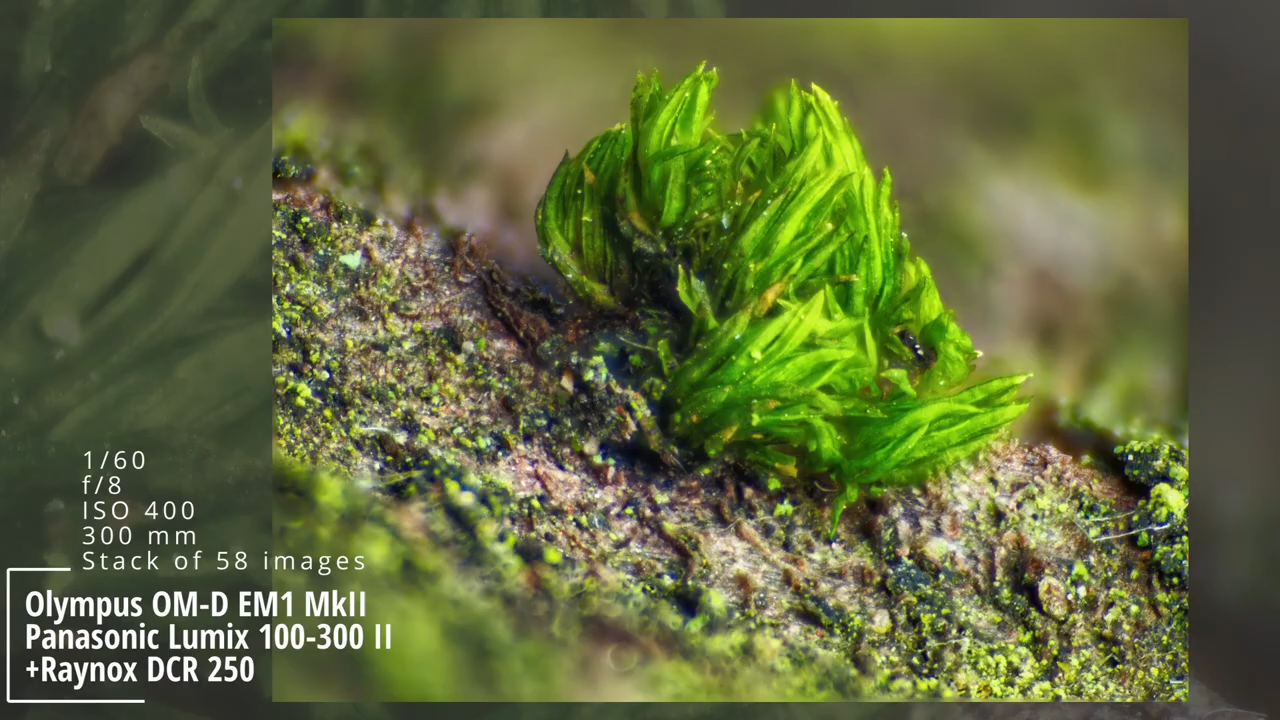 1/60
f/8
ISO 400
300 mm
Stack of 58 images
Olympus OM-D EM1 MkII
Panasonic Lumix 100-300 II
+Raynox DCR 250